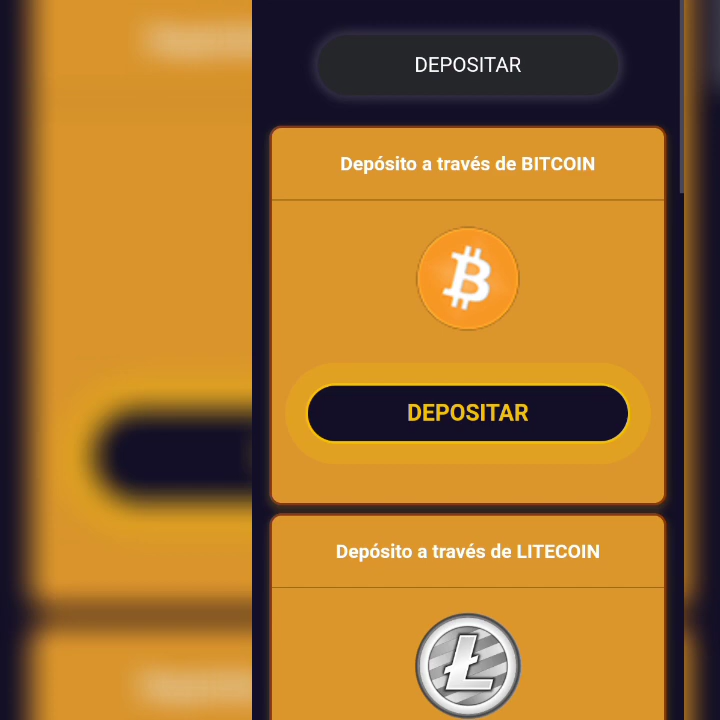 DEPOSITAR
Depósito a través de BITCOIN
DEPOSITAR
Depósito a través de LITECOIN